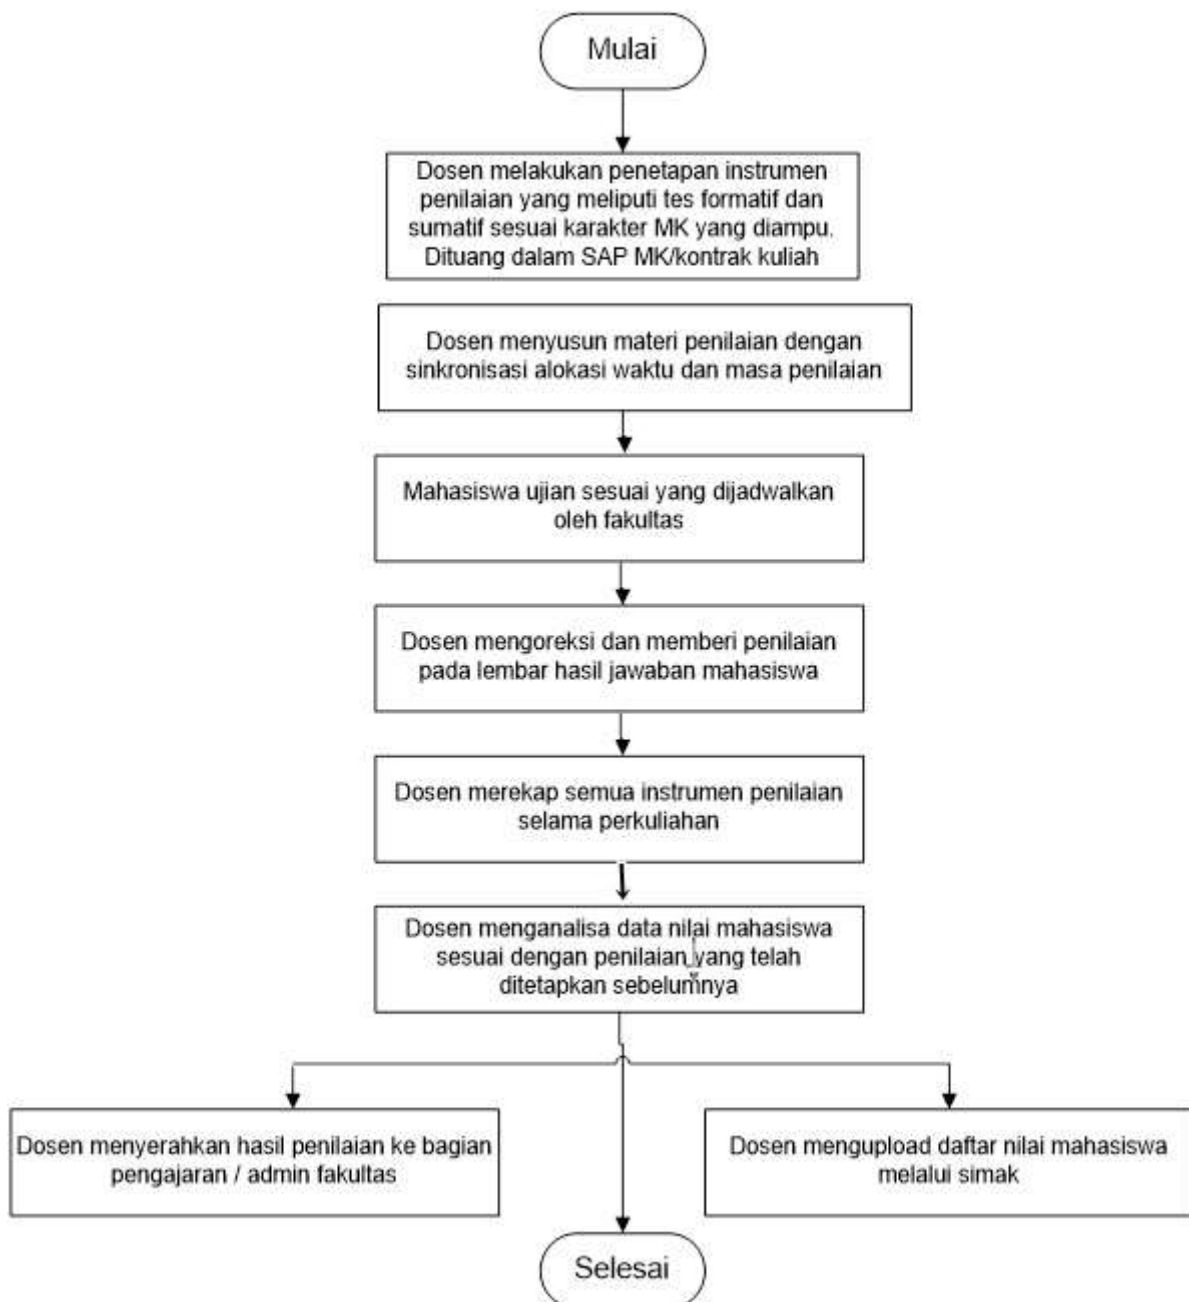 Mulai
Dosen melakukan penetapan instrumen
penilaian yang meliputi tes formatif dan
sumatif sesuai karakter MK yang diampu.
Dituang dalam SAP MK/kontrak kuliah
Dosen menyusun materi penilaian dengan
sinkronisasi alokasi waktu dan masa penilaian
Mahasiswa ujian sesuai yang dijadwalkan
oleh fakultas
Dosen mengoreksi dan memberi penilaian
pada lembar hasil jawaban mahasiswa
Dosen merekap semua instrumen penilaian
selama perkuliahan
Dosen menganalisa data nilai mahasiswa
sesuai dengan penilaian yang telah
ditetapkan sebelumnya
Dosen menyerahkan hasil penilaian ke bagian
pengajaran / admin fakultas
Dosen mengupload daftar nilai mahasiswa
melalui simak
Selesai